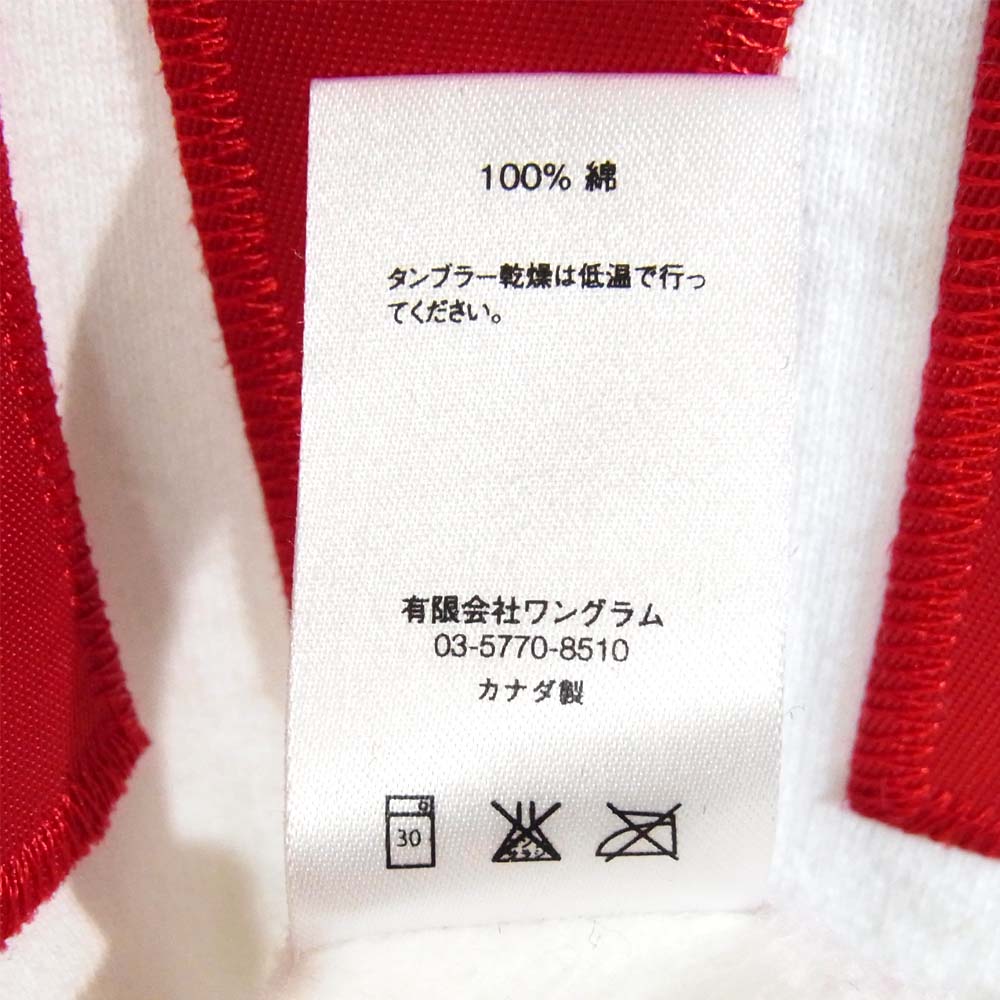 100% 綿
タンブラー乾燥は低温で行っ
てください。
有限会社ワングラム
03-5770-8510
カナダ製
30